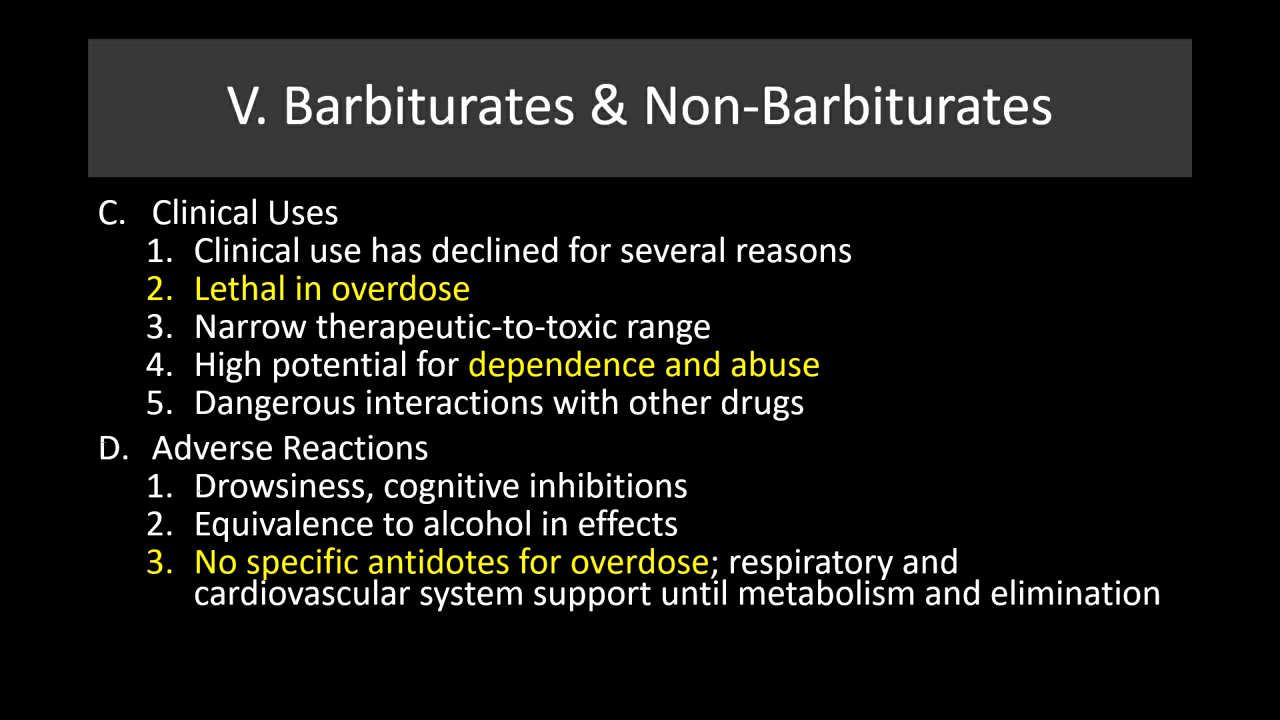 V. Barbiturates & Non-Barbiturates
C. Clinical Uses
1. Clinical use has declined for several reasons
2. Lethal in overdose
3. Narrow therapeutic-to-toxic range
4. High potential for dependence and abuse
5. Dangerous interactions with other drugs
D. Adverse Reactions
1. Drowsiness, cognitive inhibitions
2. Equivalence to alcohol in effects
3. No specific antidotes for overdose; respiratory and
cardiovascular system support until metabolism and elimination